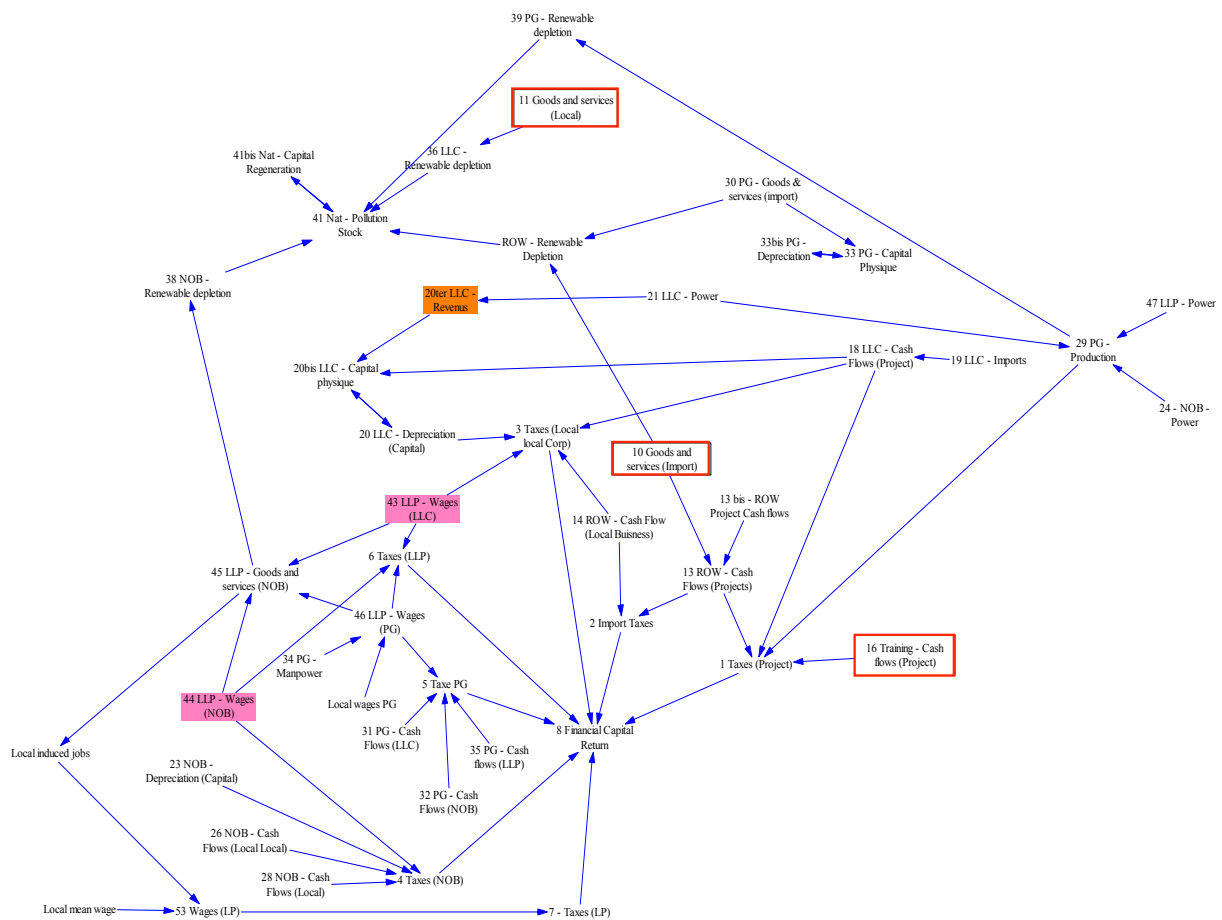 39 PG - Renewable
depletion
11 Goods and services
(Local)
41bis Nat - Capital
Regeneration
36 LLC -
Renewable depletion
30 PG - Goods &
services (import)
41 Nat - Pollution
Stock
ROW - Renewable
Depletion
33bis PG -
Depreciation
33 PG - Capital
Physique
38 NOB -
Renewable depletion
20ter LLC -
Revenus
21 LLC - Power
47 LLP - Power
29 PG -
Production
18 LLC - Cash
Flows (Project)
19 LLC - Imports
20bis LLC - Capital
physique
24 - NOB -
Power
20 LLC - Depreciation
(Capital)
3 Taxes (Local
local Corp)
10 Goods and
services (Import)
43 LLP - Wages
(LLC)
13 bis - ROW
Project Cash flows
14 ROW - Cash Flow
(Local Buisness)
6 Taxes (LLP)
45 LLP - Goods and
services (NOB)
13 ROW - Cash
Flows (Projects)
46 LLP - Wages
(PG)
2 Import Taxes
34 PG -
Manpower
1 Taxes (Project)
16 Training - Cash
flows (Project)
5 Taxe PG
44 LLP - Wages
(NOB)
Local wages PG
31 PG - Cash
Flows (LLC)
8 Financial Capital
Return
35 PG - Cash
flows (LLP)
Local induced jobs
23 NOB -
Depreciation (Capital)
32 PG - Cash
Flows (NOB)
26 NOB - Cash
Flows (Local Local)
28 NOB - Cash
Flows (Local)
4 Taxes (NOB)
Local mean wage
53 Wages (LP)
7 - Taxes (LP)